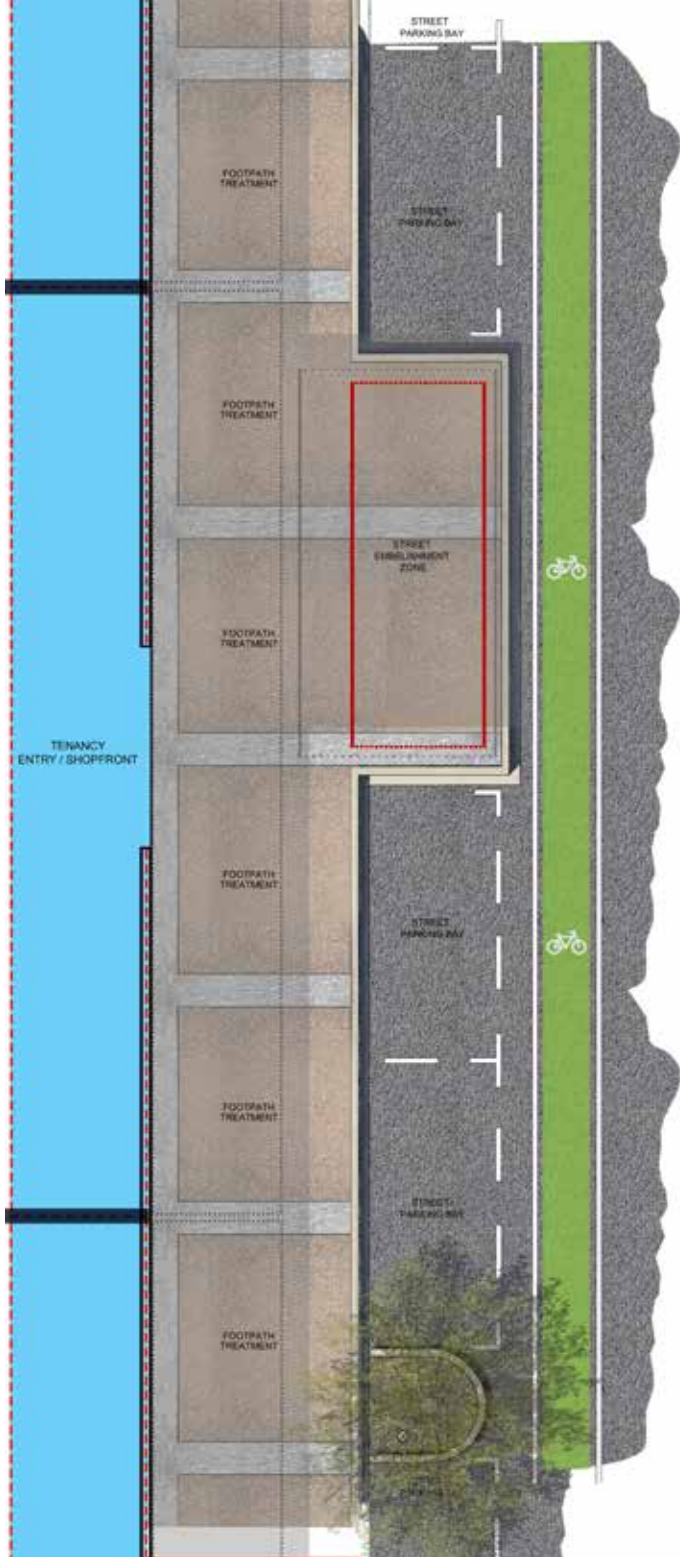 STREET
PARKING BAY
FOOTPATH
TREATMENT
STREET
PARKING BAY
FOOTPATH
TREATMENT
STREET
EMBELISHMENT
ZONE
FOOTPATH
TREATMENT
TENANCY
ENTRY / SHOPFRONT
FOOTPATH
TREATMENT
STREET
PARKING BAY
FOOTPATH
TREATMENT
STREET
PARKING BAY
FOOTPATH
TREATMENT